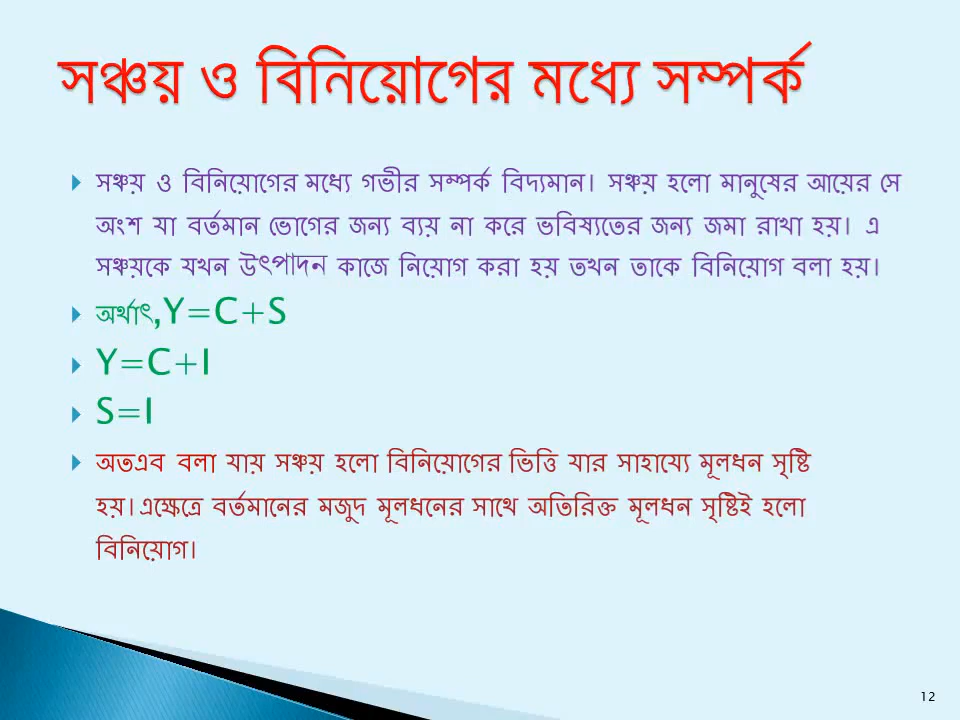 সঞ্চয় ও বিনিয়োগের মধ্যে সম্পর্ক
সঞ্চয় ও বিনিয়োগের মধ্যে গভীর সম্পর্ক বিদ্যমান। সঞ্চয় হলো মানুষের আয়ের সে
অংশ যা বর্তমান ভোগের জন্য ব্যয় না করে ভবিষ্যতের জন্য জমা রাখা হয়। এ
সঞ্চয়কে যখন উৎপাদন কাজে নিয়োগ করা হয় তখন তাকে বিনিয়োগ বলা হয়।
অর্থাৎ,Y=C+S
Y=C+I
S=I
অতএব বলা যায় সঞ্চয় হলো বিনিয়োগের ভিত্তি যার সাহায্যে মূলধন সৃষ্টি
হয়।এক্ষেত্রে বর্তমানের মজুদ মূলধনের সাথে অতিরিক্ত মূলধন সৃষ্টিই হলো
বিনিয়োগ।
12